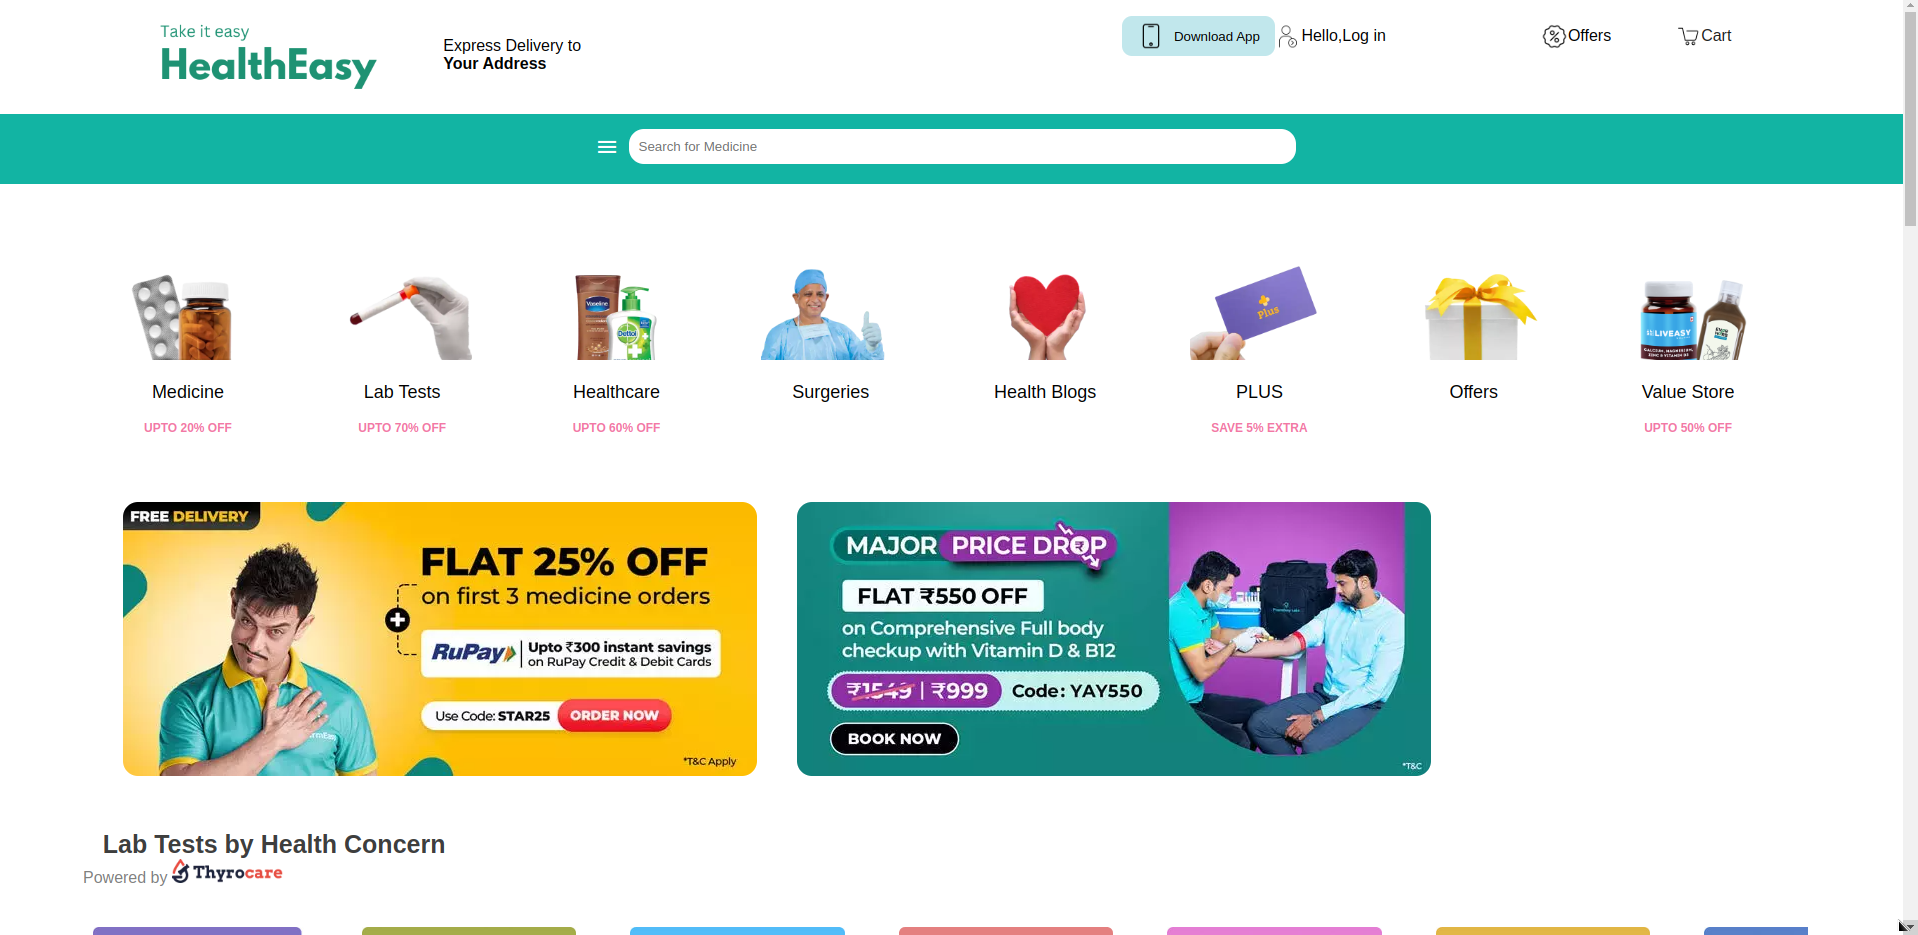 Take it easy
HealthEasy
Express Delivery to
Your Address
Download App
Hello,Log in
Offers
Cart
Search for Medicine
Vaseline
Dettol
Plus
LIVEASY
Medicine
Lab Tests
Healthcare
Surgeries
Health Blogs
PLUS
Offers
Value Store
UPTO 20% OFF
UPTO 70% OFF
UPTO 60% OFF
SAVE 5% EXTRA
UPTO 50% OFF
FREE DELIVERY
FLAT 25% OFF
on first 3 medicine orders
RuPay
Upto ₹300 instant savings
on RuPay Credit & Debit Cards
Use Code: STAR25
ORDER NOW
*T&C Apply
MAJOR PRICE DROP
FLAT ₹550 OFF
on Comprehensive Full body
checkup with Vitamin D & B12
₹1549 | ₹999
Code: YAY550
BOOK NOW
*T&C
Lab Tests by Health Concern
Powered by Thyrocare